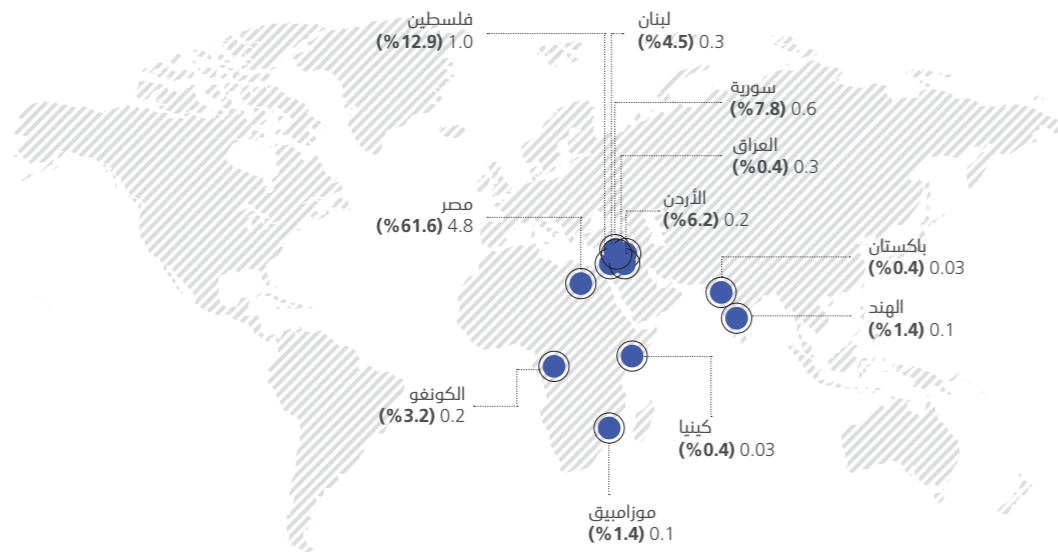 فلسطين
1.0 (%12.9)
لبنان
0.3 (%4.5)
سورية
0.6 (%7.8)
العراق
0.3 (%0.4)
الأردن
0.2 (%6.2)
مصر
4.8 (%61.6)
باكستان
0.03 (%0.4)
الهند
0.1 (%1.4)
الكونغو
0.2 (%3.2)
كينيا
0.03 (%0.4)
موزامبيق
0.1 (%1.4)